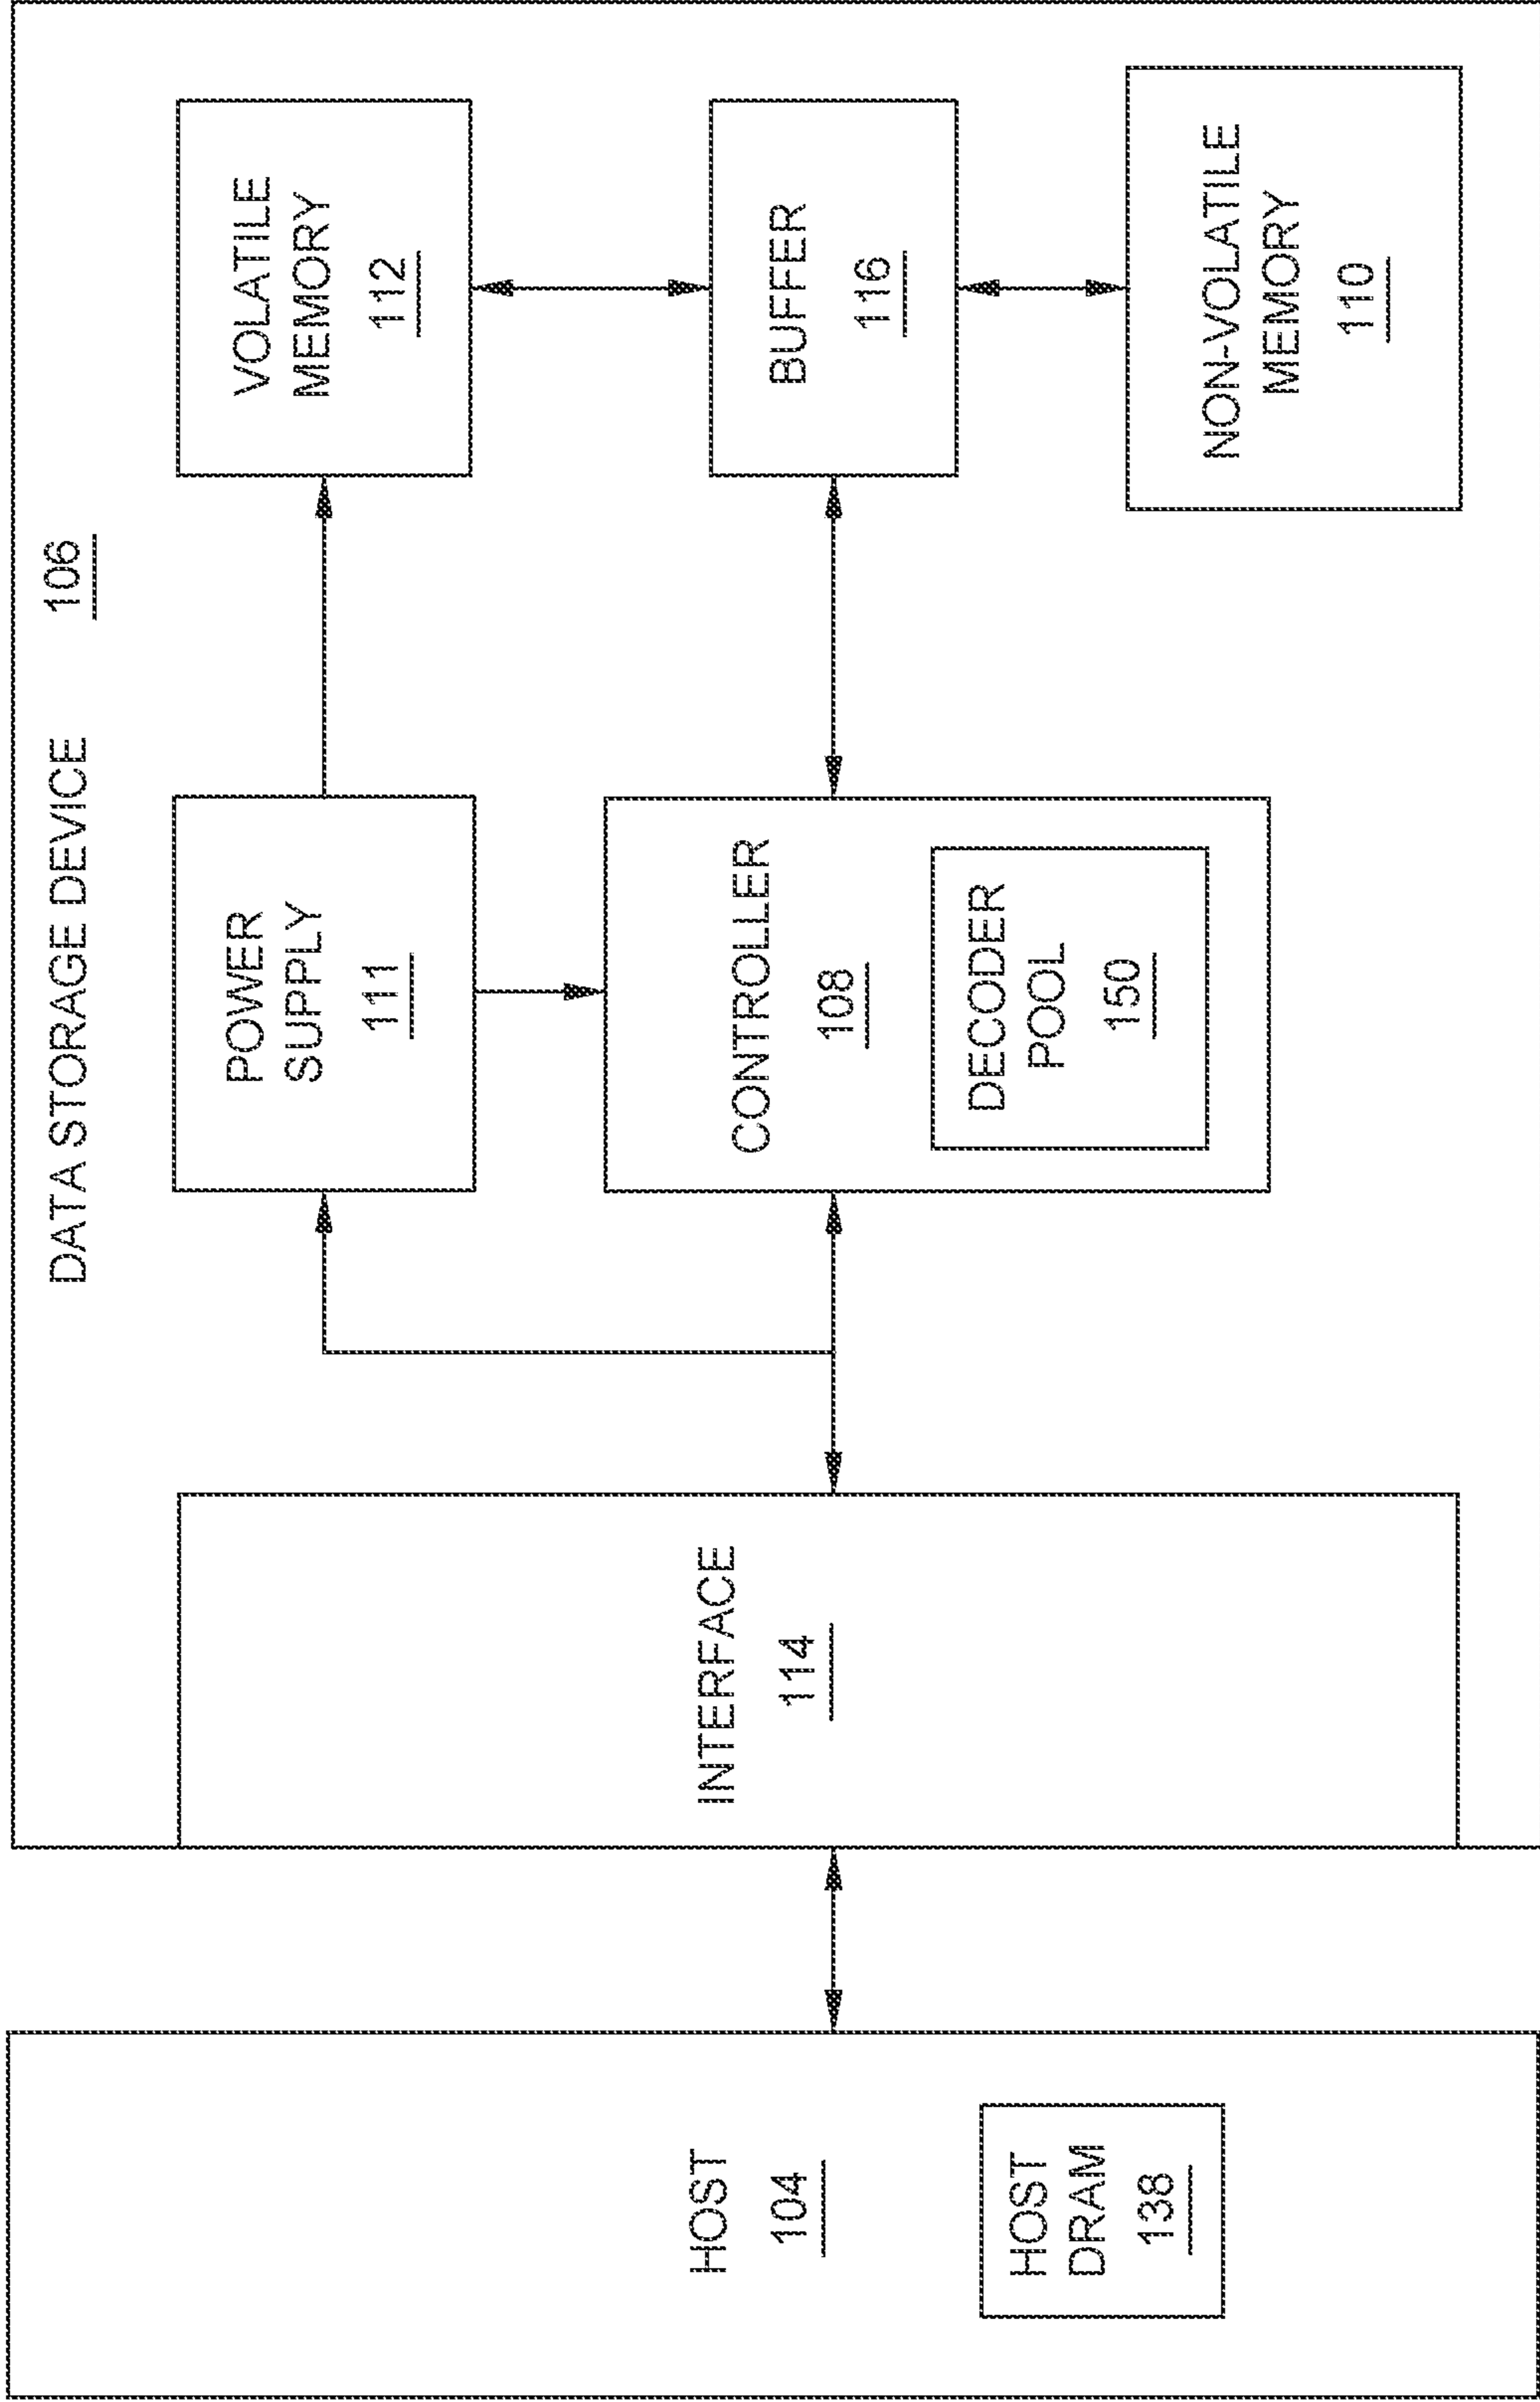 DATA STORAGE DEVICE 106
HOST
104
HOST
DRAM
138
INTERFACE
114
POWER
SUPPLY
111
CONTROLLER
108
DECODER
POOL
150
VOLATILE
MEMORY
112
BUFFER
116
NON-VOLATILE
MEMORY
110